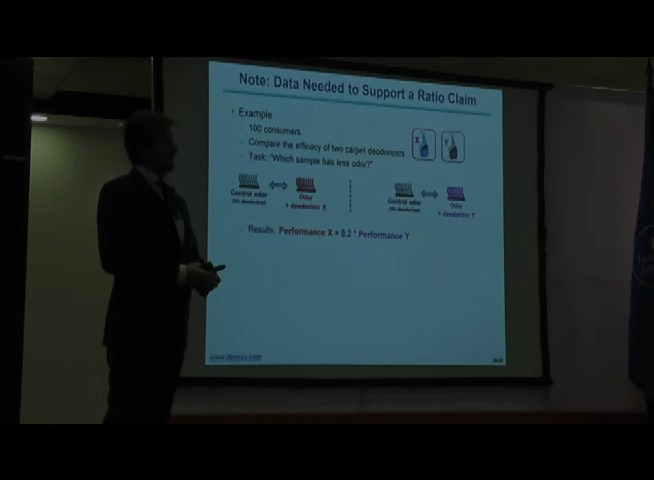 Note: Data Needed to Support a Ratio Claim
• Example
– 100 consumers
– Compare the efficacy of two carpet deodorizers
– Task: "Which sample has less odor?"
X
Y
Control odor
(No deodorizer)
Odor
+ deodorizer X
Control odor
(No deodorizer)
Odor
+ deodorizer Y
– Results: Performance X = 8.2 * Performance Y